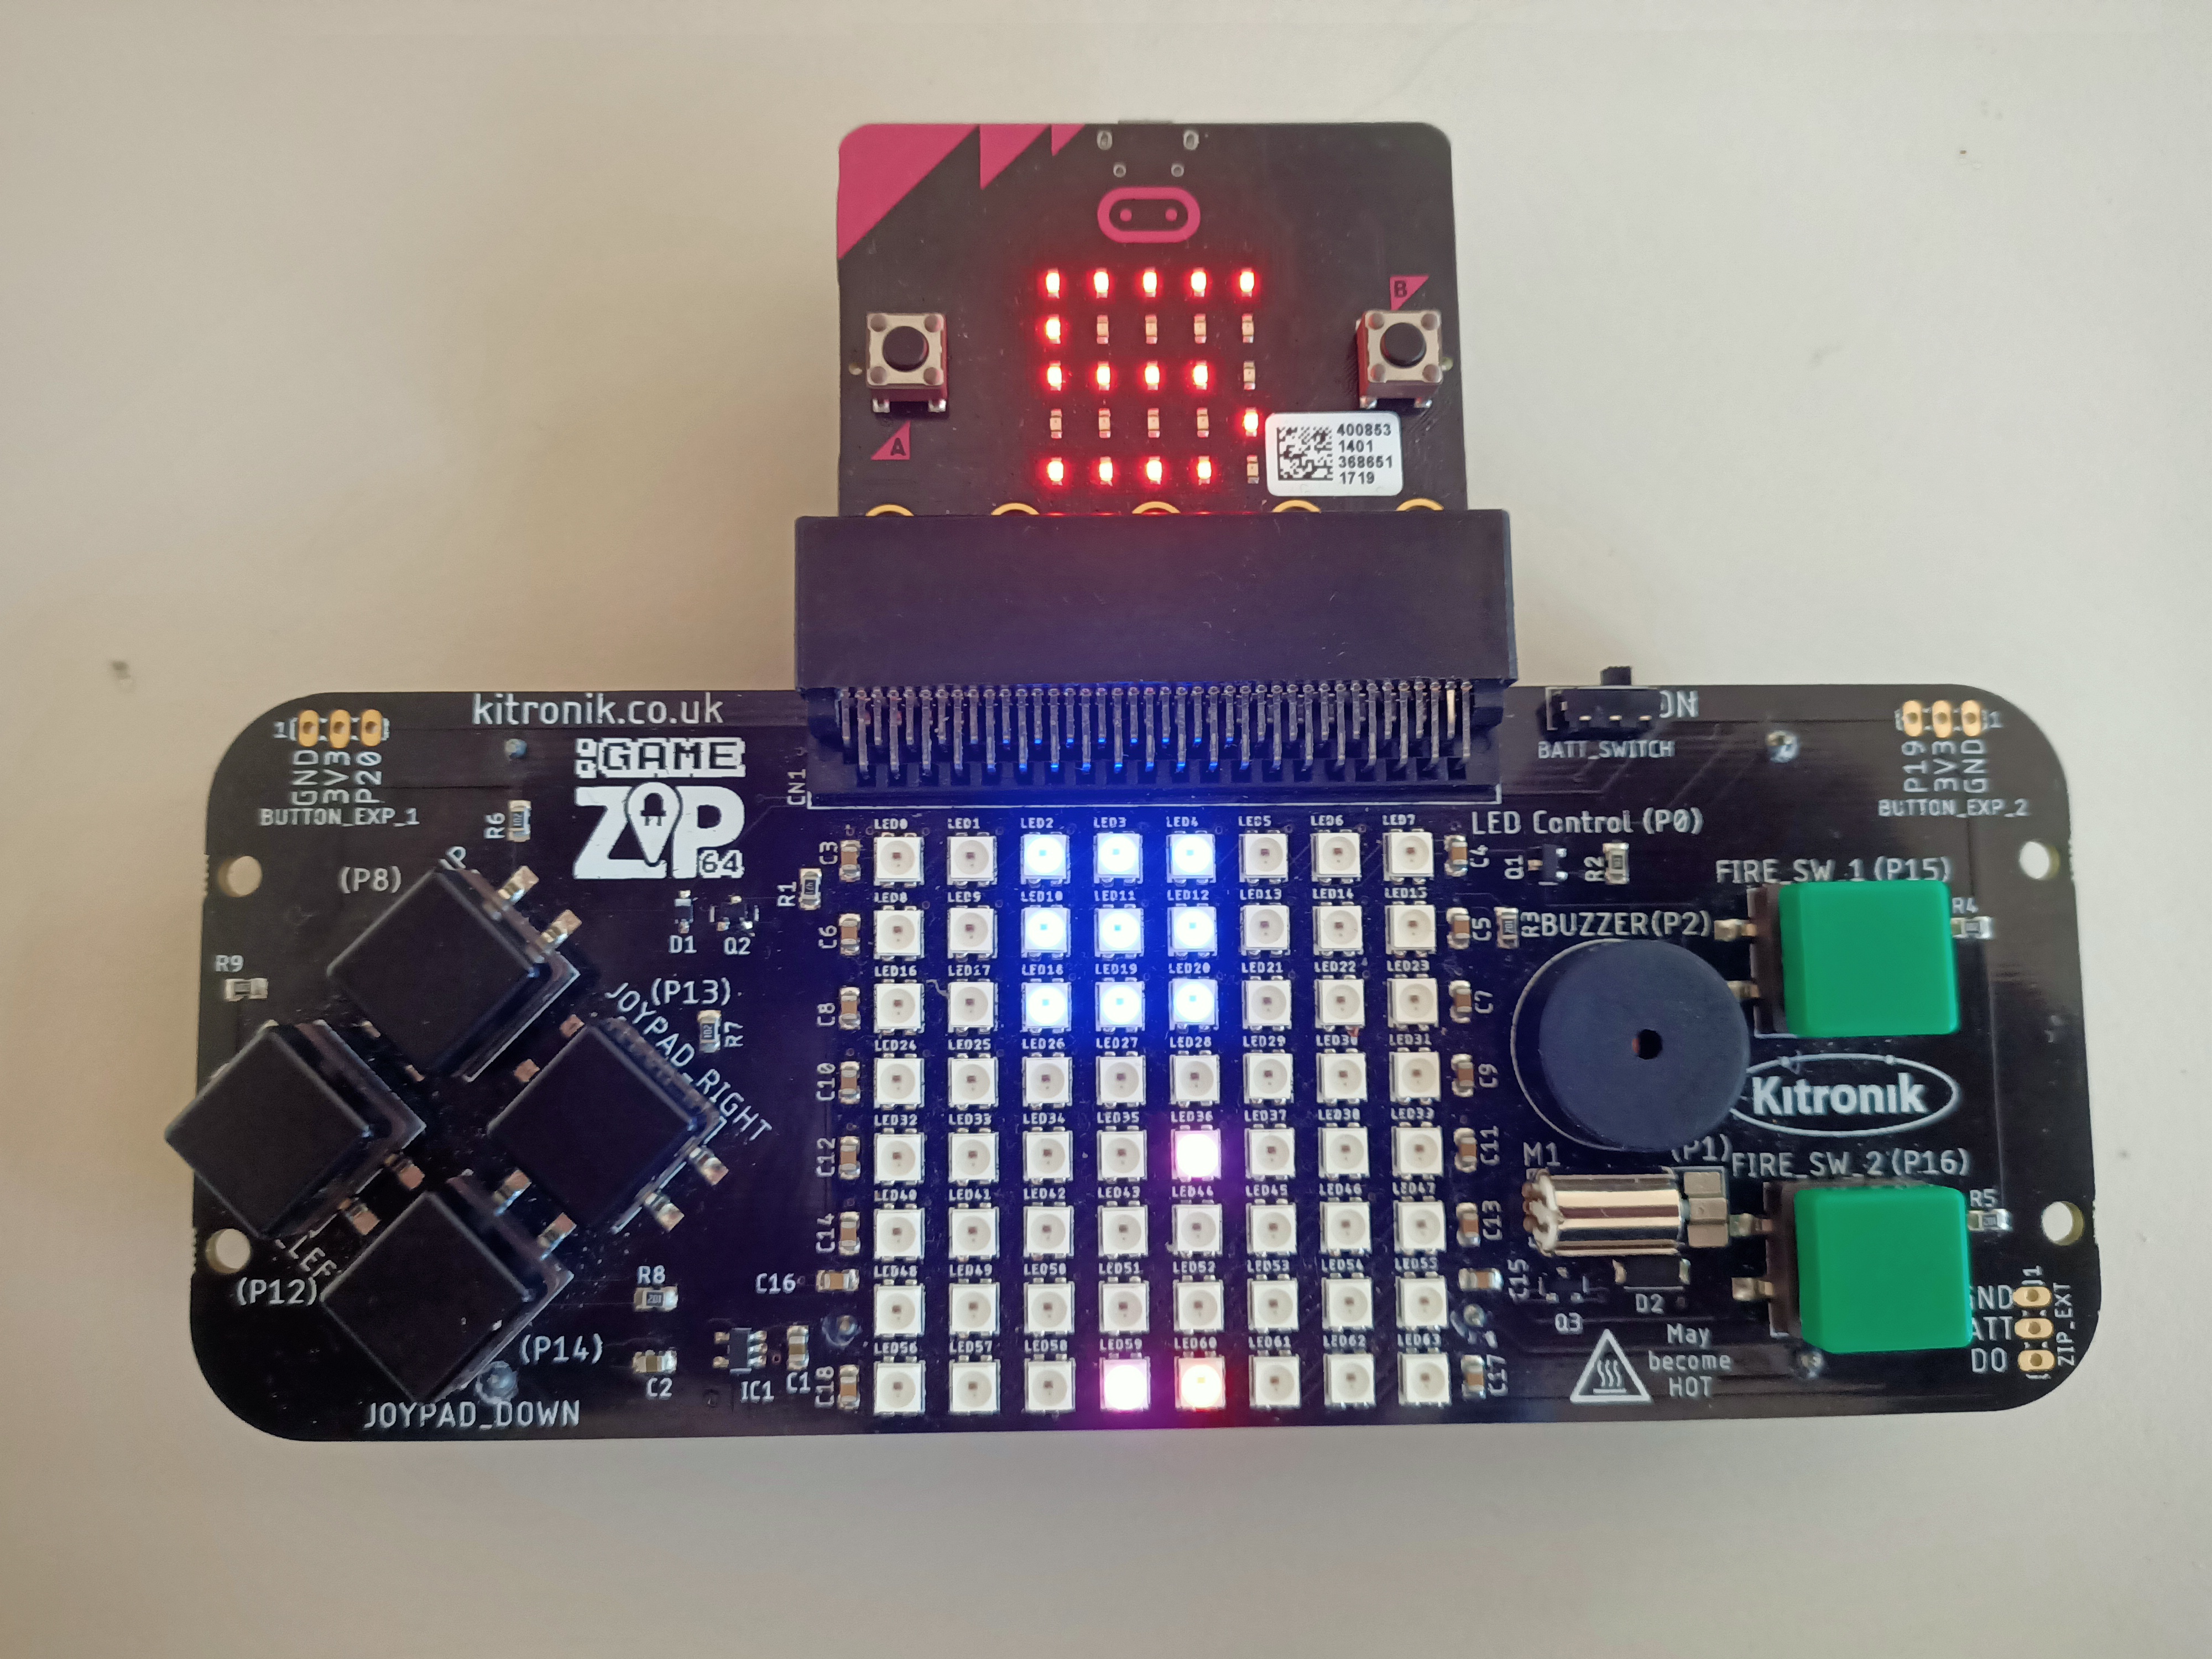 B
A
400853
1401
368651
1719
kitronik.co.uk
:GAME
ZIP
64
1
GND
3V3
P20
BUTTON_EXP_1
CN1
ON
BATT_SWITCH
1
P19
3V3
GND
BUTTON_EXP_2
R6
(P8)
R1
D1
Q2
R9
(P13)
JOYPAD_RIGHT
R7
(P12)
(P14)
JOYPAD_DOWN
R8
C16
C2
IC1
C1
LED0 LED1 LED2 LED3 LED4 LED5 LED6 LED7
C3
C4
LED8 LED9 LED10 LED11 LED12 LED13 LED14 LED15
C6
C5
LED16 LED17 LED18 LED19 LED20 LED21 LED22 LED23
C8
C7
LED24 LED25 LED26 LED27 LED28 LED29 LED30 LED31
C10
C9
LED32 LED33 LED34 LED35 LED36 LED37 LED38 LED39
C12
C11
LED40 LED41 LED42 LED43 LED44 LED45 LED46 LED47
C14
C13
LED48 LED49 LED50 LED51 LED52 LED53 LED54 LED55
C15
LED56 LED57 LED58 LED59 LED60 LED61 LED62 LED63
C18
C17
LED Control (P0)
Q1
R2
FIRE_SW_1 (P15)
R3
BUZZER(P2)
R4
Kitronik
M1
(P1)
FIRE_SW_2 (P16)
R5
D2
Q3
May
become
HOT
1
DO
ZIP_EXT